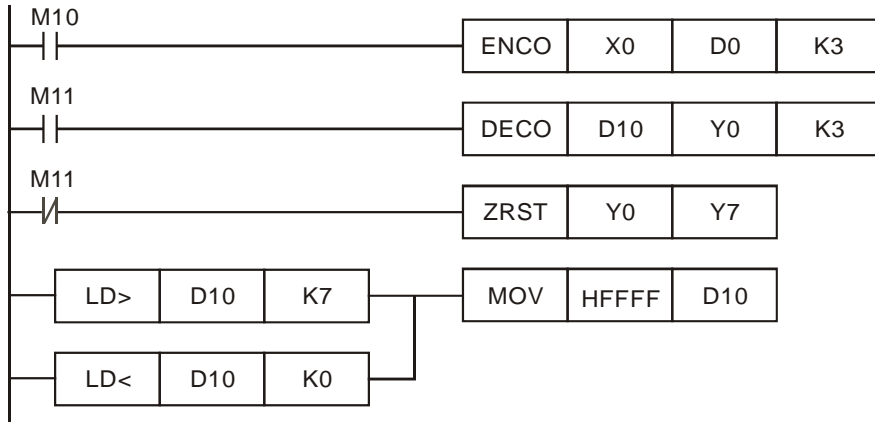 M10
ENCO X0 D0 K3
M11
DECO D10 Y0 K3
M11
ZRST Y0 Y7
LD> D10 K7 MOV HFFFF D10
LD< D10 K0